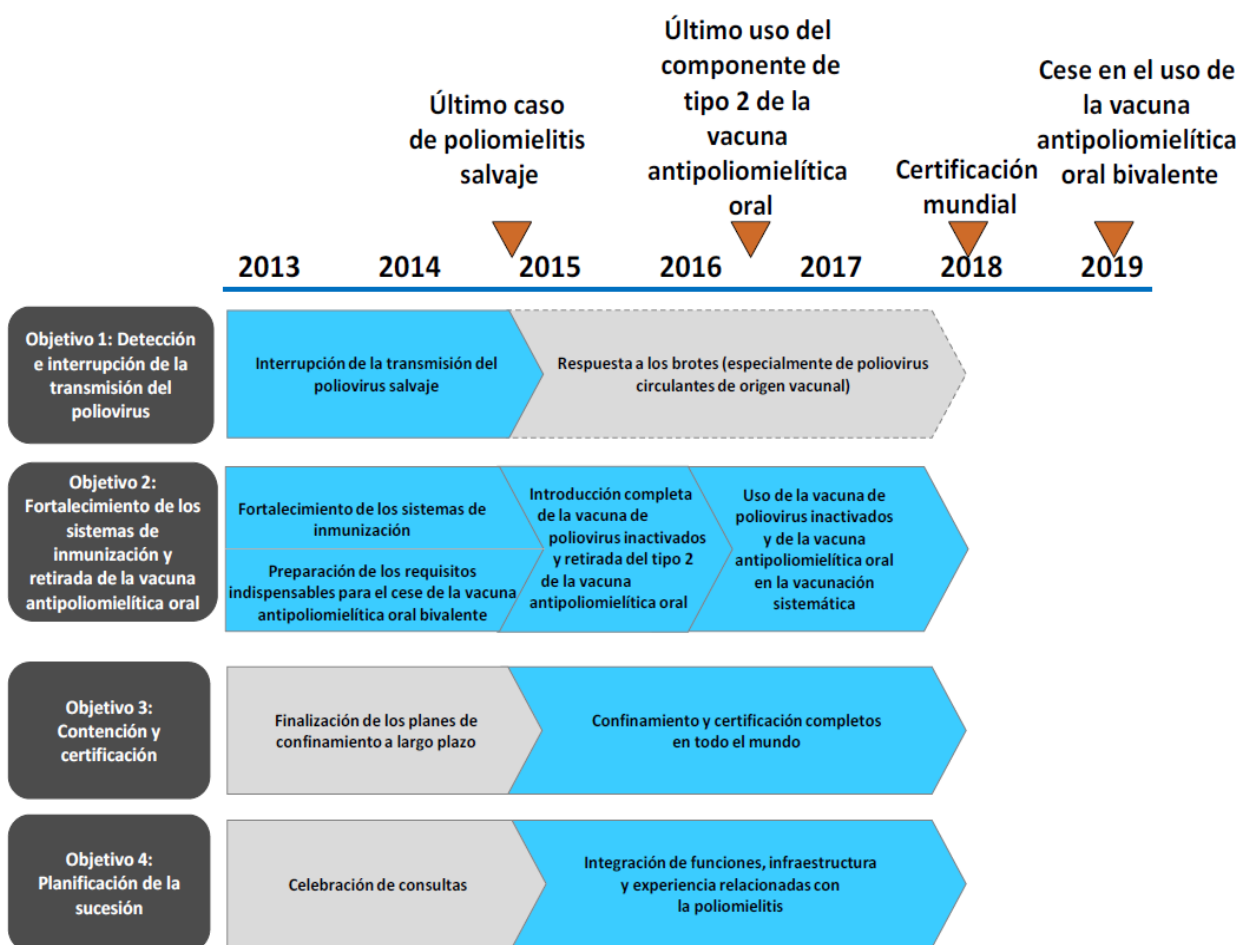 Último caso
de poliomielitis
salvaje
Último uso del
componente de
tipo 2 de la
vacuna
antipoliomielítica
oral
Certificación
mundial
Cese en el uso de
la vacuna
antipoliomielítica
oral bivalente
2013 2014 2015 2016 2017 2018 2019
Objetivo 1: Detección
e interrupción de la
transmisión del
poliovirus
Interrupción de la transmisión del
poliovirus salvaje
Respuesta a los brotes (especialmente de poliovirus
circulantes de origen vacunal)
Objetivo 2:
Fortalecimiento de los
sistemas de
inmunización y
retirada de la vacuna
antipoliomielítica oral
Fortalecimiento de los sistemas de
inmunización
Preparación de los requisitos
indispensables para el cese de la vacuna
antipoliomielítica oral bivalente
Introducción completa
de la vacuna de
poliovirus inactivados
y retirada del tipo 2
de la vacuna
antipoliomielítica oral
Uso de la vacuna de
poliovirus inactivados
y de la vacuna
antipoliomielítica oral
en la vacunación
sistemática
Objetivo 3:
Contención y
certificación
Finalización de los planes de
confinamiento a largo plazo
Confinamiento y certificación completos
en todo el mundo
Objetivo 4:
Planificación de la
sucesión
Celebración de consultas
Integración de funciones, infraestructura
y experiencia relacionadas con
la poliomielitis